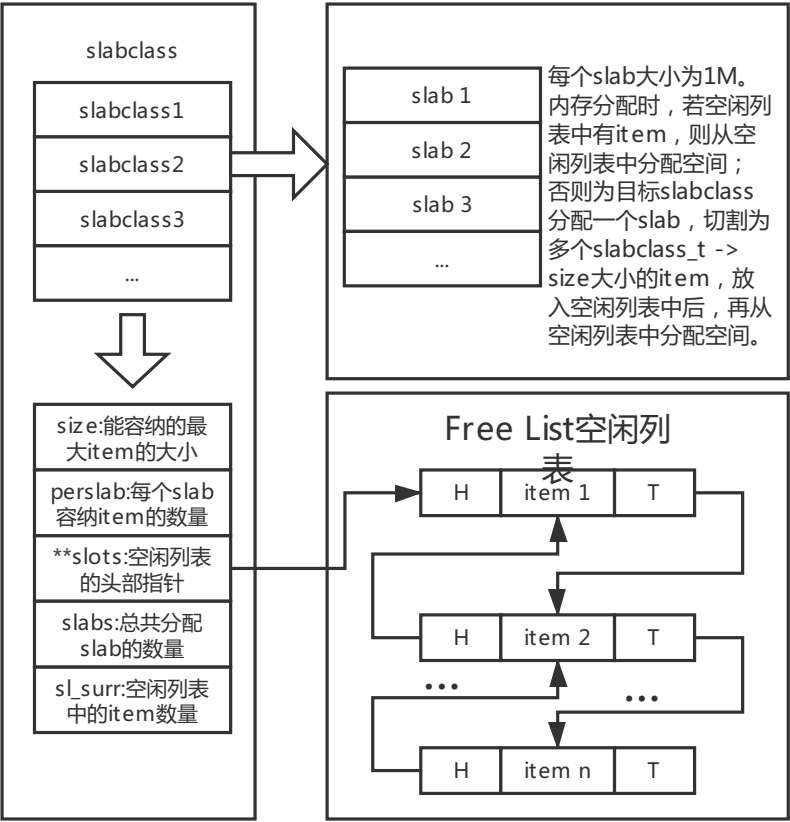 slabclass
slabclass1
slabclass2
slabclass3
...
size:能容纳的最
大item的大小
perslab:每个slab
容纳item的数量
**slots:空闲列表
的头部指针
slabs:总共分配
slab的数量
sl_surr:空闲列表
中的item数量
slab 1
slab 2
slab 3
...
每个slab大小为1M。
内存分配时，若空闲列
表中有item，则从空
闲列表中分配空间；
否则为目标slabclass
分配一个slab，切割为
多个slabclass_t ->
size大小的item，放
入空闲列表中后，再从
空闲列表中分配空间。
Free List空闲列
表
H item 1 T
H item 2 T
... ...
H item n T